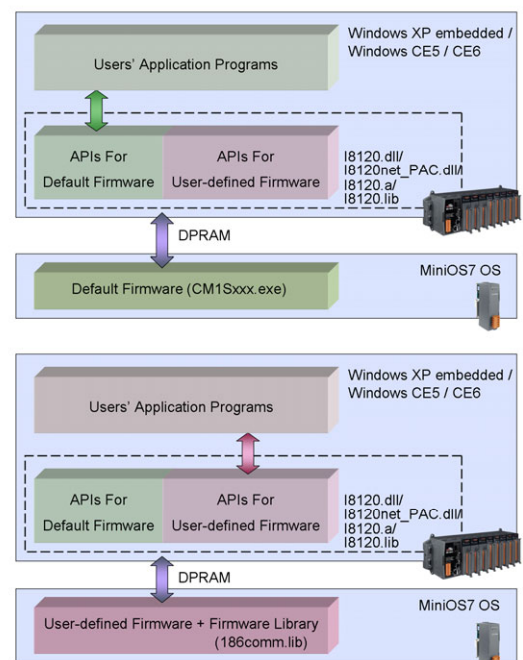 Windows XP embedded /
Windows CE5 / CE6
Users' Application Programs
APIs For
Default Firmware
APIs For
User-defined Firmware
I8120.dll/
I8120net_PAC.dll/
I8120.a/
I8120.lib
DPRAM
MiniOS7 OS
Default Firmware (CM1Sxxx.exe)
Windows XP embedded /
Windows CE5 / CE6
Users' Application Programs
APIs For
Default Firmware
APIs For
User-defined Firmware
I8120.dll/
I8120net_PAC.dll/
I8120.a/
I8120.lib
DPRAM
MiniOS7 OS
User-defined Firmware + Firmware Library
(186comm.lib)